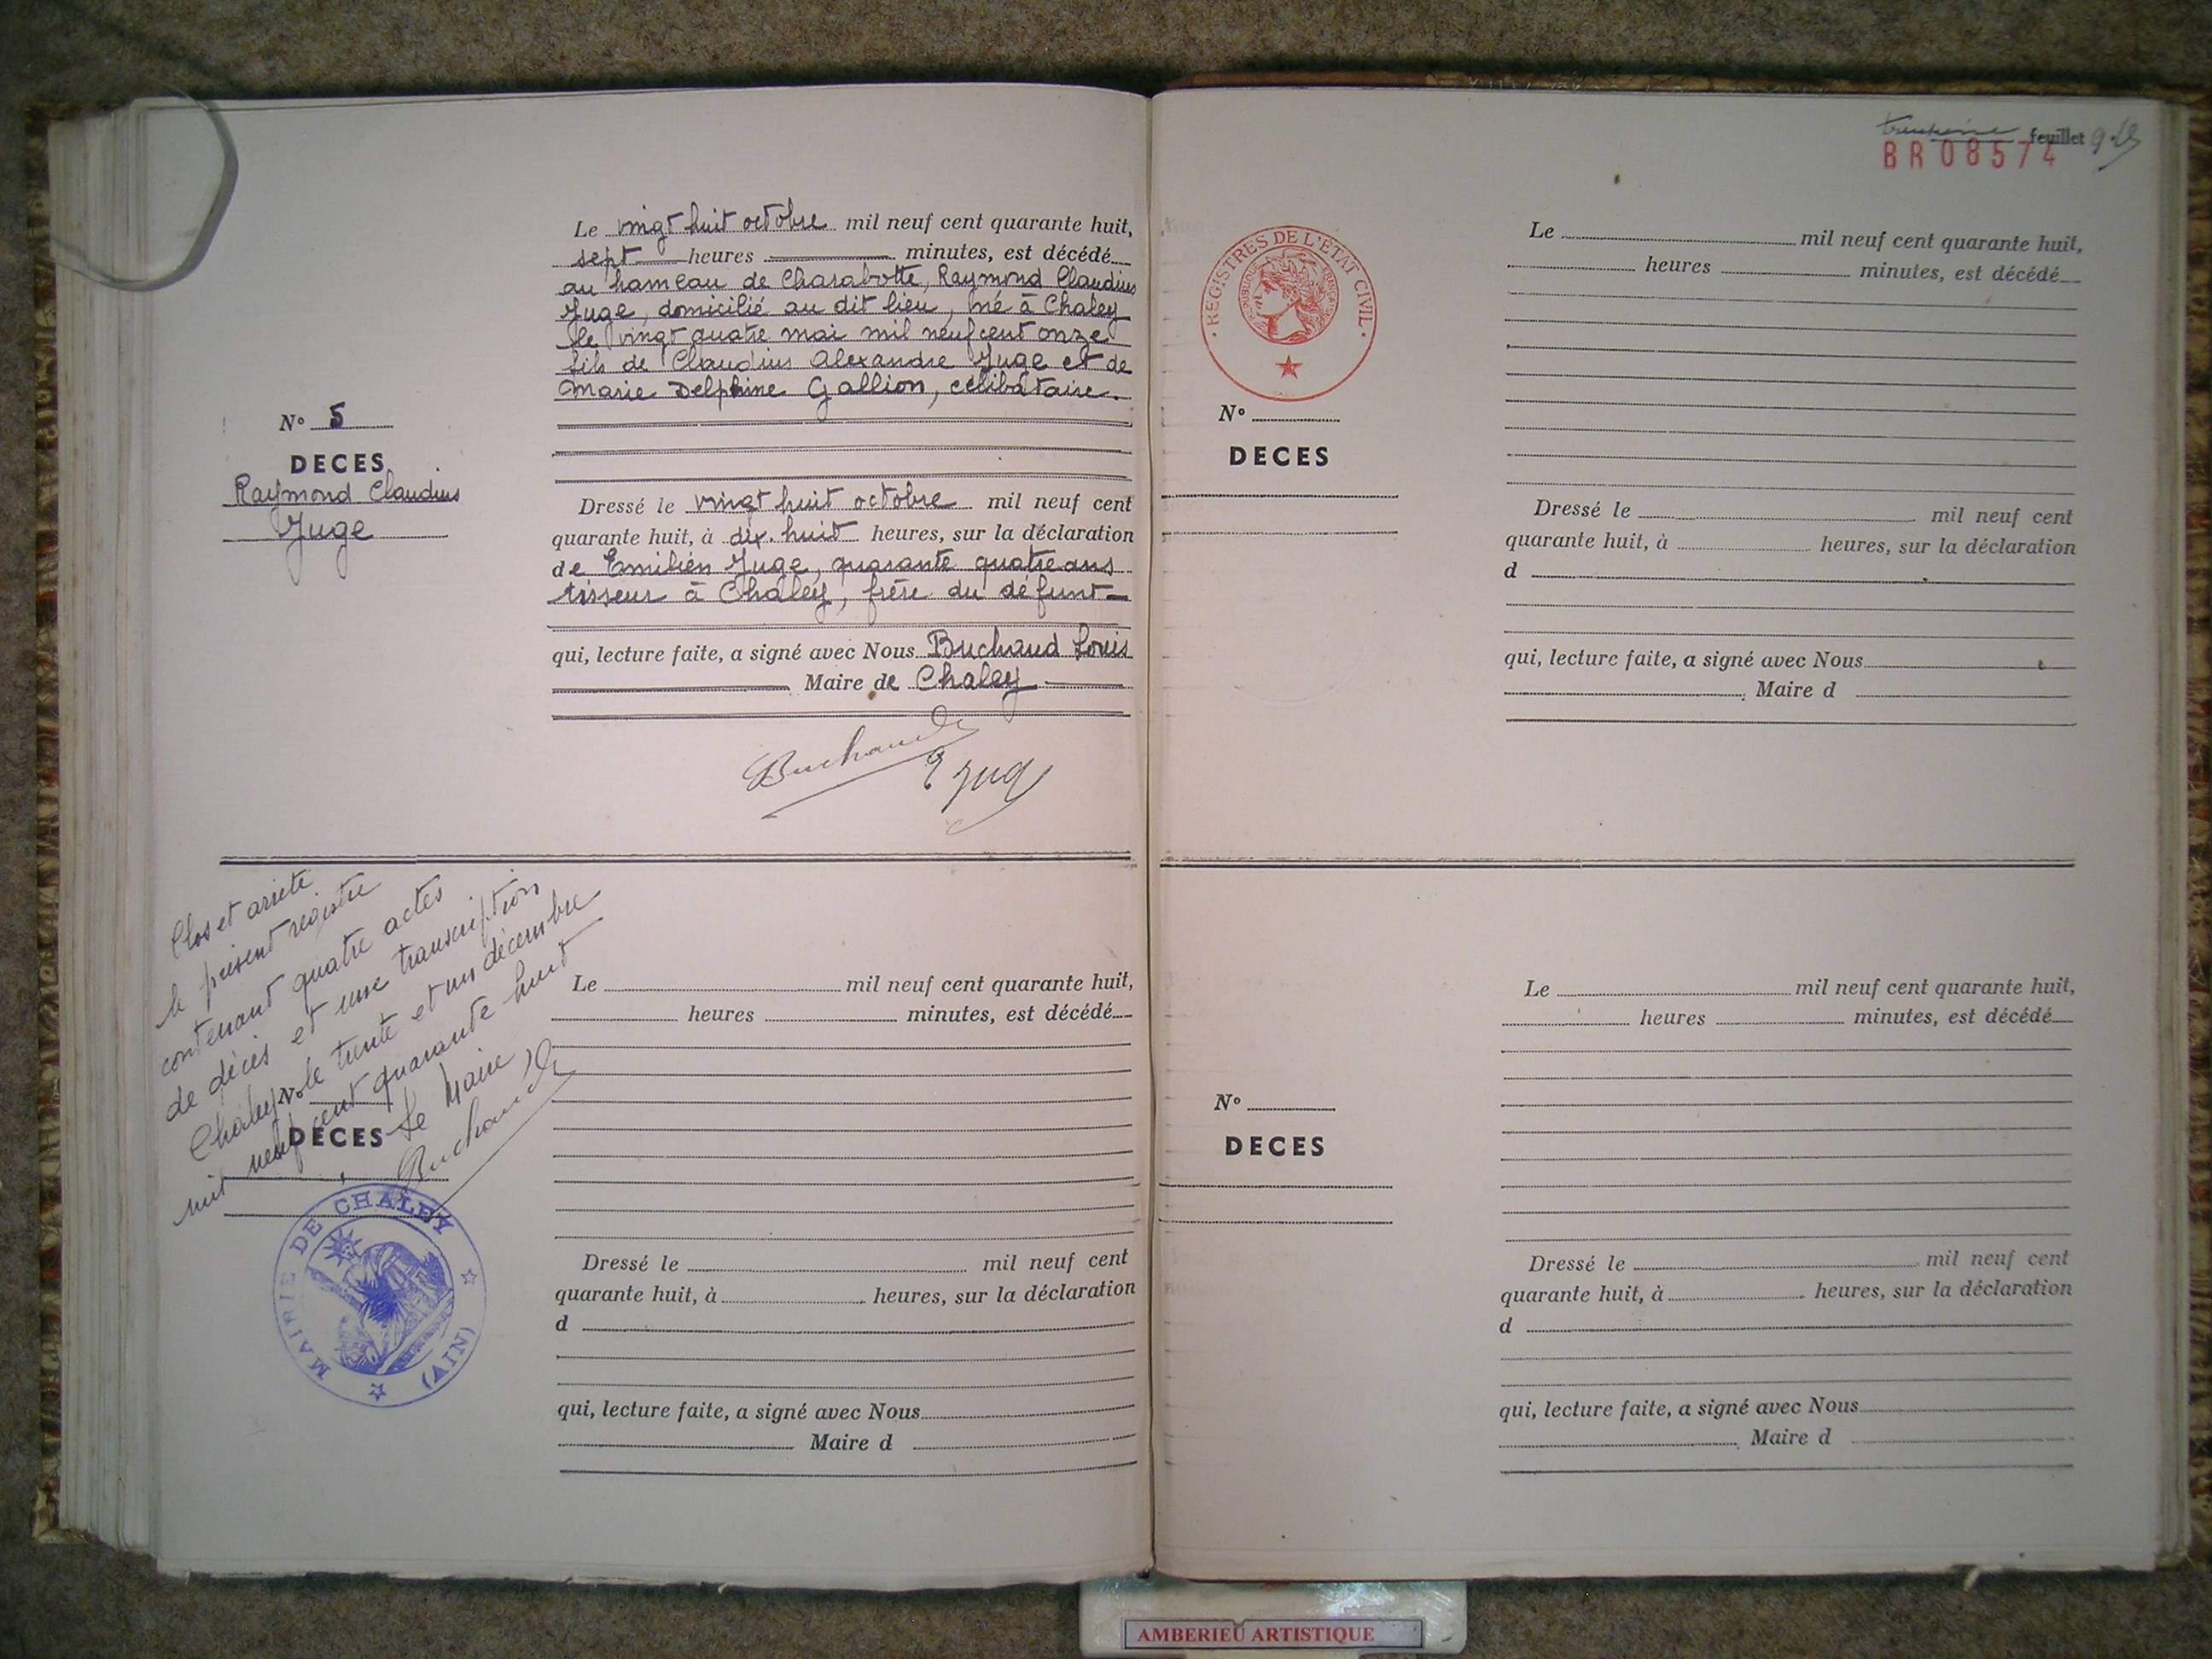 Le vingt huit octobre mil neuf cent quarante huit,
sept heures minutes, est décédé
au hameau de Charabotte, Raymond Claudius
Juge, domicilié au dit lieu, né à Chaley
le vingt quatre mai mil neuf cent onze
fils de Claudius Alexandre Juge et de
Marie Delphine Gallion, célibataire.
N° 5
DECES
Raymond Claudius
Juge
Dressé le vingt huit octobre mil neuf cent
quarante huit, à dix. huit heures, sur la déclaration
de Emilien Juge, quarante quatre ans
tisseur à Chaley, frère du défunt
qui, lecture faite, a signé avec Nous Buchaud Louis
Maire de Chaley
Buchaud
E Juge
Clos et arrêté
le présent registre
contenant quatre actes
de décès et une transcription
Chaley le trente et un décembre
mil neuf cent quarante huit
Le Maire
Buchaud
N°
DECES
MAIRIE DE CHALEY
(AIN)
Le mil neuf cent quarante huit,
heures minutes, est décédé
Dressé le mil neuf cent
quarante huit, à heures, sur la déclaration
d
qui, lecture faite, a signé avec Nous
Maire d
feuillet
BR08574
REGISTRES DE L'ETAT CIVIL
N°
DECES
Le mil neuf cent quarante huit,
heures minutes, est décédé
Dressé le mil neuf cent
quarante huit, à heures, sur la déclaration
d
qui, lecture faite, a signé avec Nous
Maire d
N°
DECES
Le mil neuf cent quarante huit,
heures minutes, est décédé
Dressé le mil neuf cent
quarante huit, à heures, sur la déclaration
d
qui, lecture faite, a signé avec Nous
Maire d
AMBERIEU ARTISTIQUE